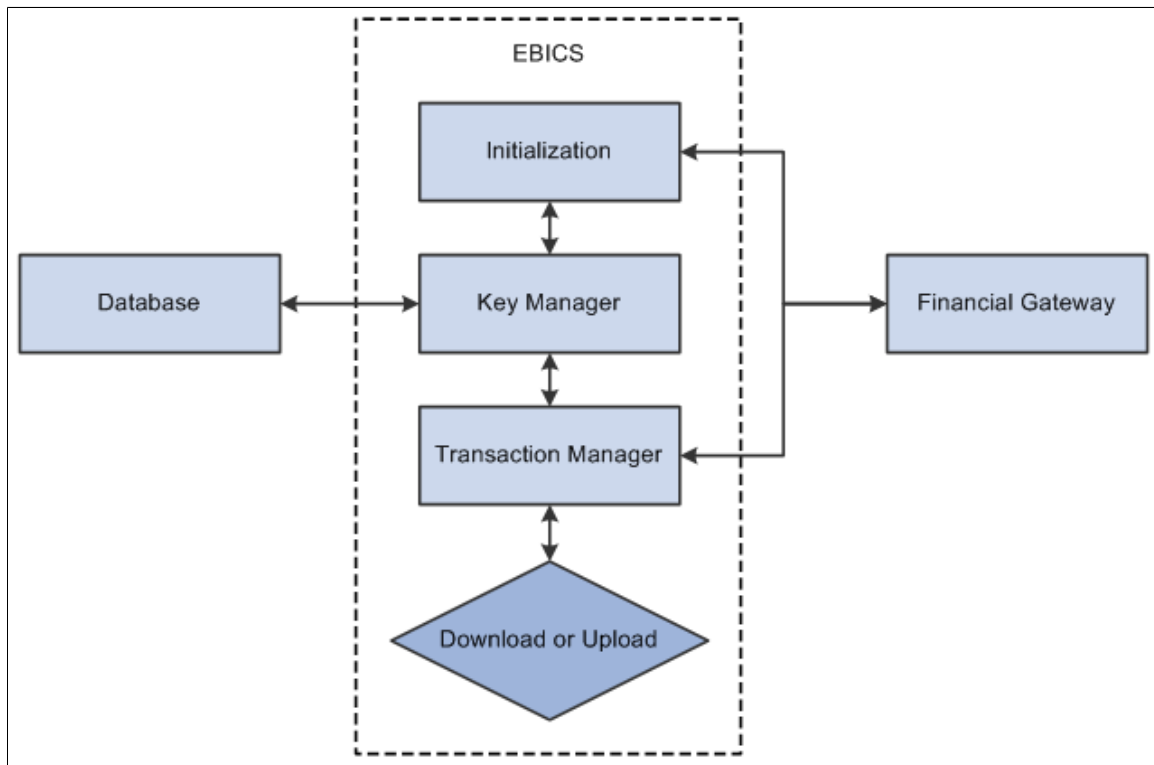 EBICS
Initialization
Database
Key Manager
Financial Gateway
Transaction Manager
Download or Upload